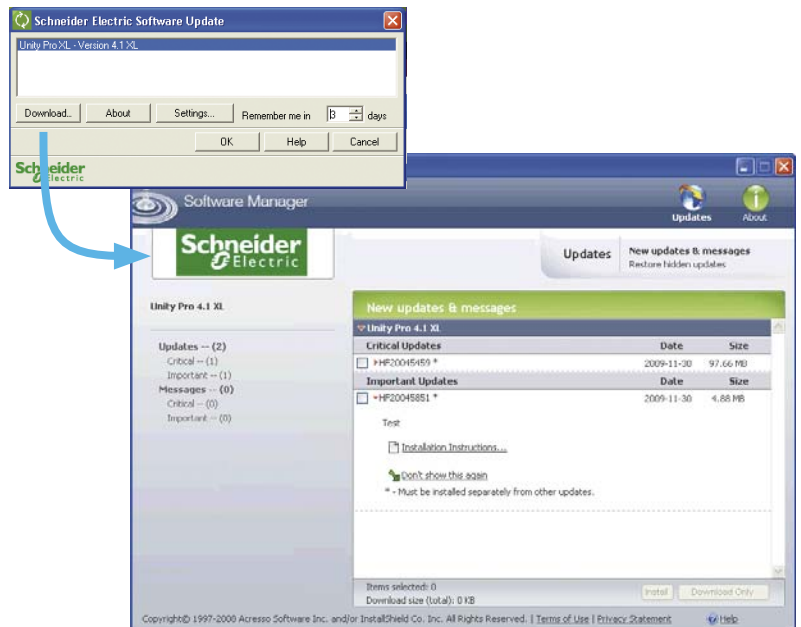 Schneider Electric Software Update
Unity Pro XL - Version 4.1 XL
Download... About Settings... Remember me in 3 days
OK Help Cancel
Schneider
Electric
Software Manager
Updates About
Schneider
Electric
Updates
New updates & messages
Restore hidden updates
Unity Pro 4.1 XL
Updates -- (2)
Critical -- (1)
Important -- (1)
Messages -- (0)
Critical -- (0)
Important -- (0)
New updates & messages
Unity Pro 4.1 XL
Critical Updates Date Size
HF20045459 * 2009-11-30 97.66 MB
Important Updates Date Size
HF20045851 * 2009-11-30 4.88 MB
Test
Installation Instructions...
Don't show this again
* - Must be installed separately from other updates.
Items selected: 0
Download size (total): 0 KB
Install Download Only
Copyright© 1997-2008 Acresso Software Inc. and/or InstallShield Co. Inc. All Rights Reserved. | Terms of Use | Privacy Statement Help